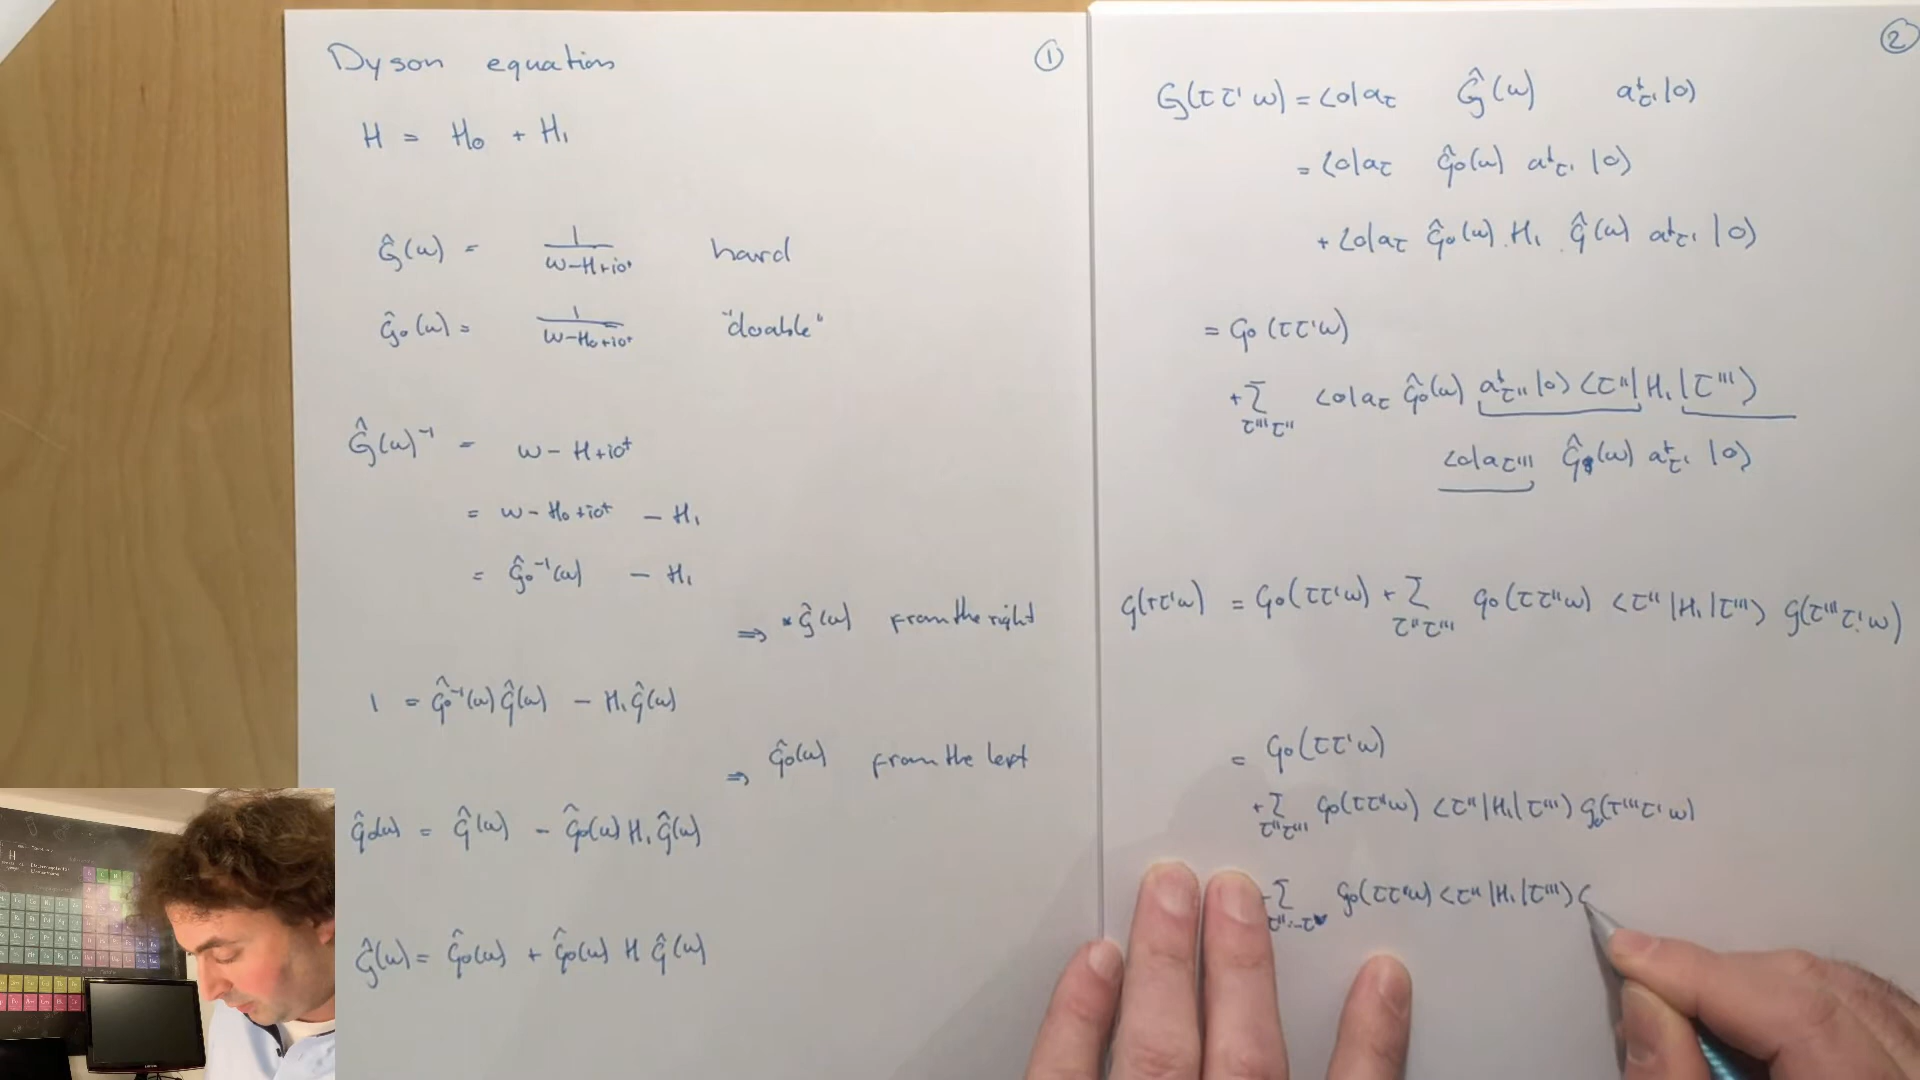 Dyson equation
①
H = H₀ + H₁
Ĝ(ω) = 1/(ω-H+i0⁺) hard
Ĝ₀(ω) = 1/(ω-H₀+i0⁺) "doable"
Ĝ(ω)⁻¹ = ω - H + i0⁺
= ω - H₀ + i0⁺ - H₁
= Ĝ₀⁻¹(ω) - H₁
⇒ *Ĝ(ω) from the right
1 = Ĝ₀⁻¹(ω) Ĝ(ω) - H₁ Ĝ(ω)
⇒ Ĝ₀(ω) from the left
Ĝ₀(ω) = Ĝ(ω) - Ĝ₀(ω) H₁ Ĝ(ω)
Ĝ(ω) = Ĝ₀(ω) + Ĝ₀(ω) H Ĝ(ω)
②
G(ττ'ω) = <0|a_τ Ĝ(ω) a†_τ' |0>
= <0|a_τ Ĝ₀(ω) a†_τ' |0>
+ <0|a_τ Ĝ₀(ω) . H₁ . Ĝ(ω) a†_τ' |0>
= G₀(ττ'ω)
+ Σ_τ'''τ'' <0|a_τ Ĝ₀(ω) a†_τ'' |0> <τ''| H₁ |τ'''>
<0|a_τ''' Ĝ(ω) a†_τ' |0>
G(ττ'ω) = G₀(ττ'ω) + Σ_τ''τ''' G₀(ττ''ω) <τ''|H₁|τ'''> G(τ'''τ'ω)
= G₀(ττ'ω)
+ Σ_τ''τ''' G₀(ττ''ω) <τ''|H₁|τ'''> G₀(τ'''τ'ω)
Σ G₀(ττ''ω) <τ''|H₁|τ'''> <